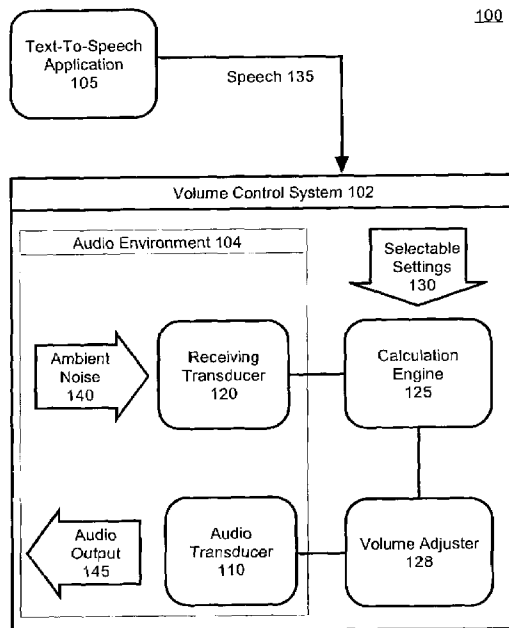 100
Text-To-Speech
Application
105
Speech 135
Volume Control System 102
Audio Environment 104
Selectable
Settings
130
Ambient
Noise
140
Receiving
Transducer
120
Calculation
Engine
125
Audio
Output
145
Audio
Transducer
110
Volume Adjuster
128